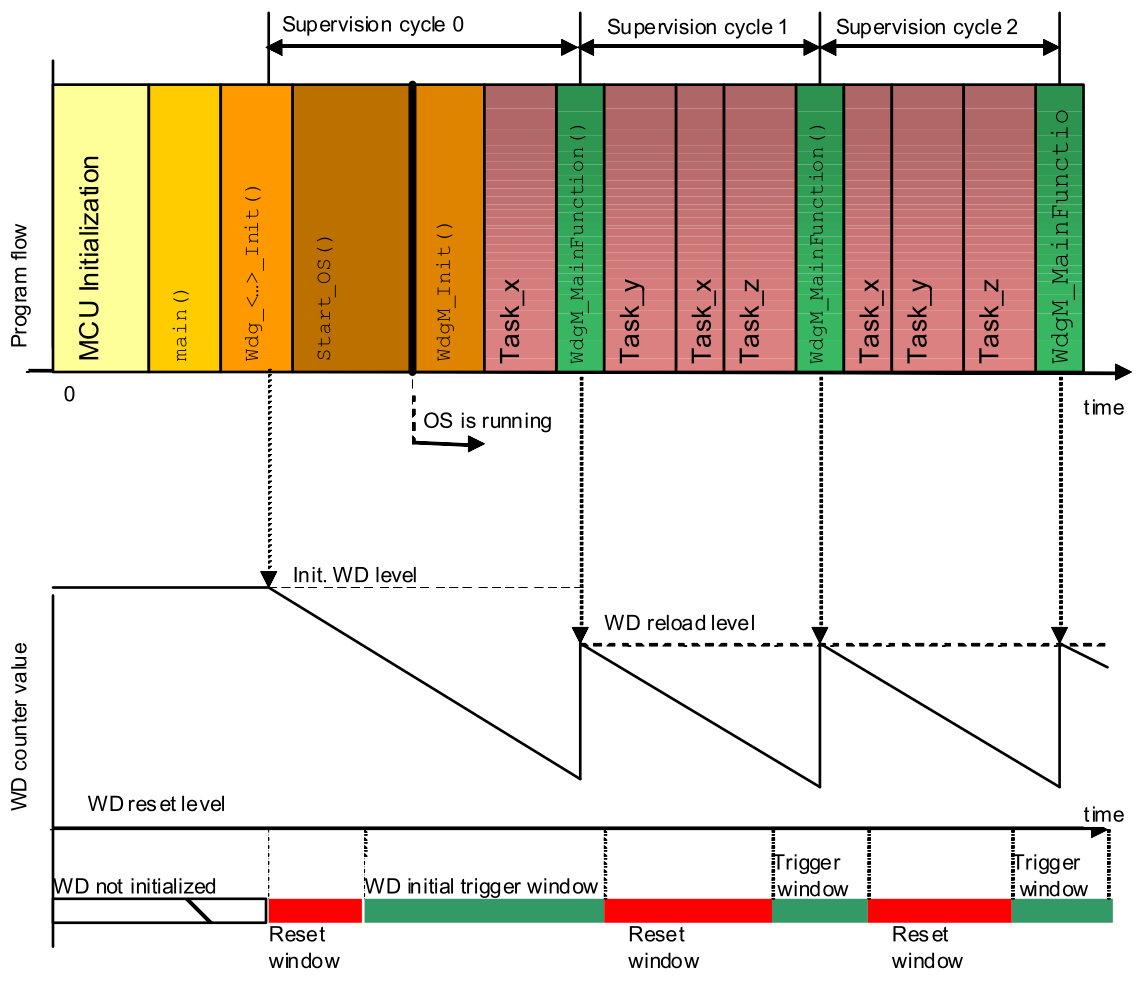 Supervision cycle 0
Supervision cycle 1
Supervision cycle 2
Program flow
MCU Initialization
main()
Wdg_<…>_Init()
Start_OS()
WdgM_Init()
Task_x
WdgM_MainFunction()
Task_y
Task_x
Task_z
WdgM_MainFunction()
Task_x
Task_y
Task_z
WdgM_MainFunctio
0
time
OS is running
Init. WD level
WD reload level
WD counter value
WD reset level
time
WD not initialized
WD initial trigger window
Trigger
window
Trigger
window
Reset
window
Reset
window
Reset
window